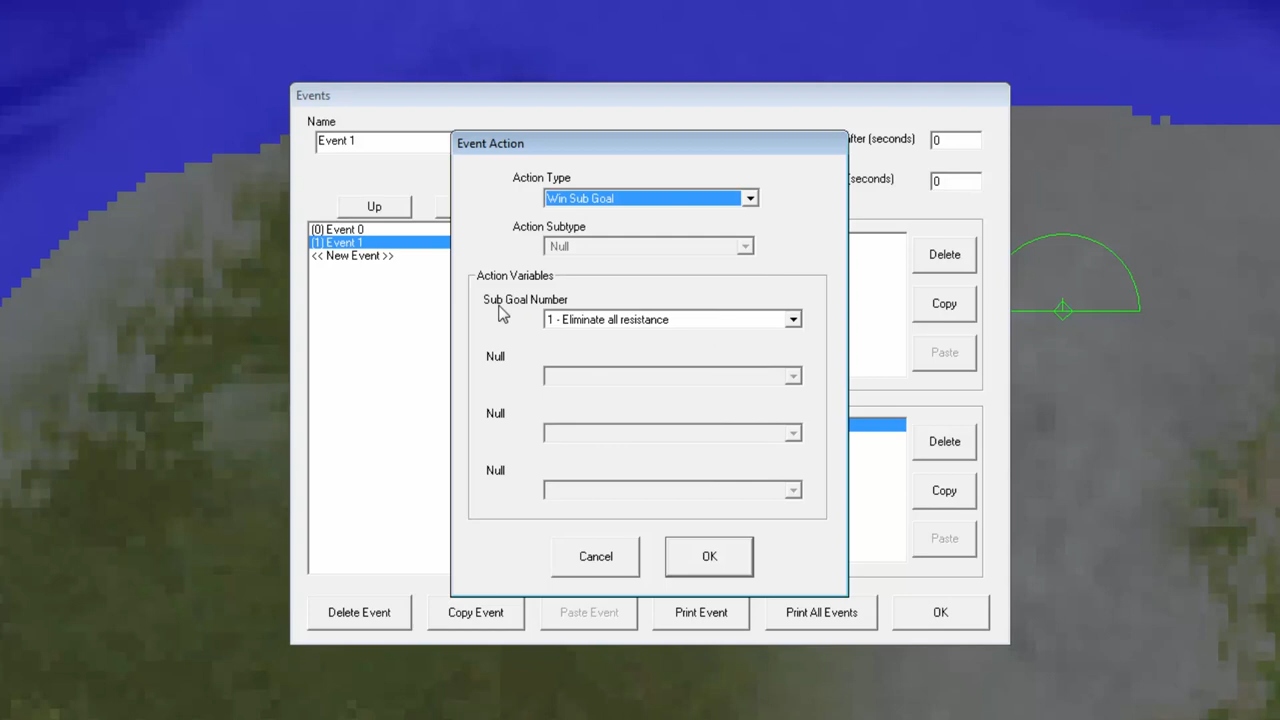 Events
Name
Event 1
after (seconds)
0
(seconds)
0
Up
(0) Event 0
(1) Event 1
<< New Event >>
Event Action
Action Type
Win Sub Goal
Action Subtype
Null
Action Variables
Sub Goal Number
1 - Eliminate all resistance
Null
Null
Null
Cancel
OK
Delete
Copy
Paste
Delete
Copy
Paste
Delete Event
Copy Event
Paste Event
Print Event
Print All Events
OK